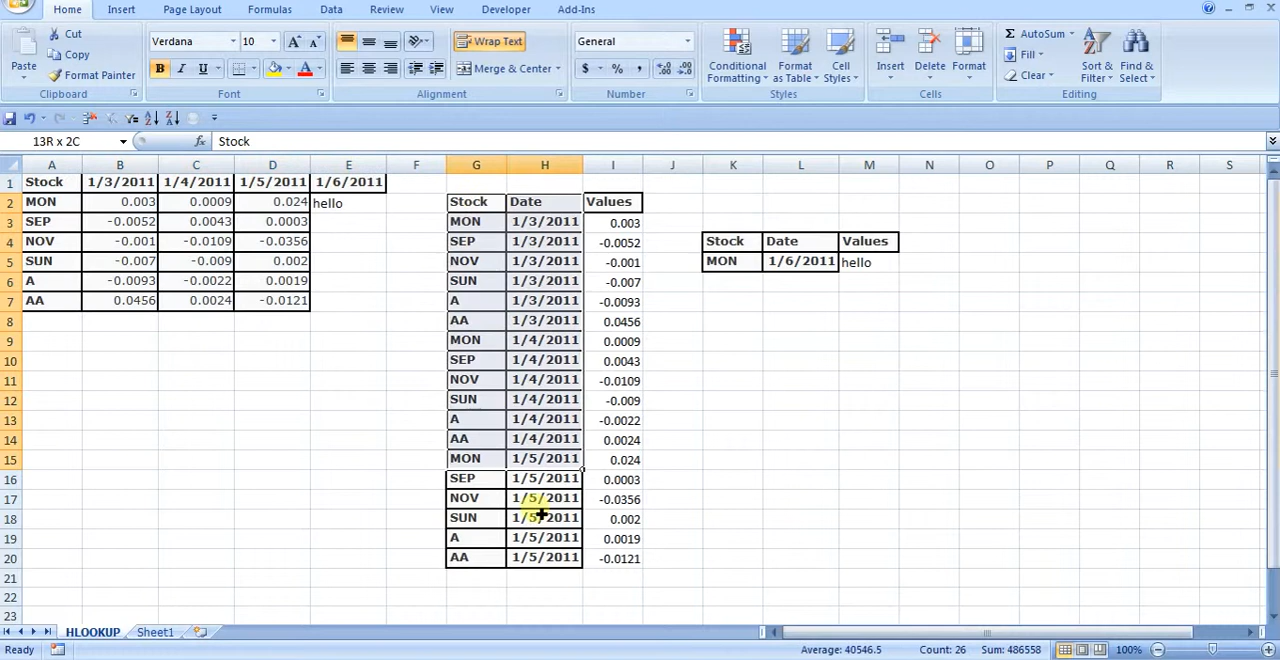 Home Insert Page Layout Formulas Data Review View Developer Add-Ins
Paste
Cut
Copy
Format Painter
Clipboard
Verdana 10
B I U
Font
Wrap Text
Merge & Center
Alignment
General
$ % ,
Number
Conditional Formatting
Format as Table
Cell Styles
Styles
Insert Delete Format
Cells
Σ AutoSum
Fill
Clear
Sort & Filter
Find & Select
Editing
13R x 2C fx Stock
A B C D E F G H I J K L M N O P Q R S
1 Stock 1/3/2011 1/4/2011 1/5/2011 1/6/2011
2 MON 0.003 0.0009 0.024 hello Stock Date Values
3 SEP -0.0052 0.0043 0.0003 MON 1/3/2011 0.003
4 NOV -0.001 -0.0109 -0.0356 SEP 1/3/2011 -0.0052 Stock Date Values
5 SUN -0.007 -0.009 0.002 NOV 1/3/2011 -0.001 MON 1/6/2011 hello
6 A -0.0093 -0.0022 0.0019 SUN 1/3/2011 -0.007
7 AA 0.0456 0.0024 -0.0121 A 1/3/2011 -0.0093
8 AA 1/3/2011 0.0456
9 MON 1/4/2011 0.0009
10 SEP 1/4/2011 0.0043
11 NOV 1/4/2011 -0.0109
12 SUN 1/4/2011 -0.009
13 A 1/4/2011 -0.0022
14 AA 1/4/2011 0.0024
15 MON 1/5/2011 0.024
16 SEP 1/5/2011 0.0003
17 NOV 1/5/2011 -0.0356
18 SUN 1/5/2011 0.002
19 A 1/5/2011 0.0019
20 AA 1/5/2011 -0.0121
21
22
23
HLOOKUP Sheet1
Ready Average: 40546.5 Count: 26 Sum: 486558 100%